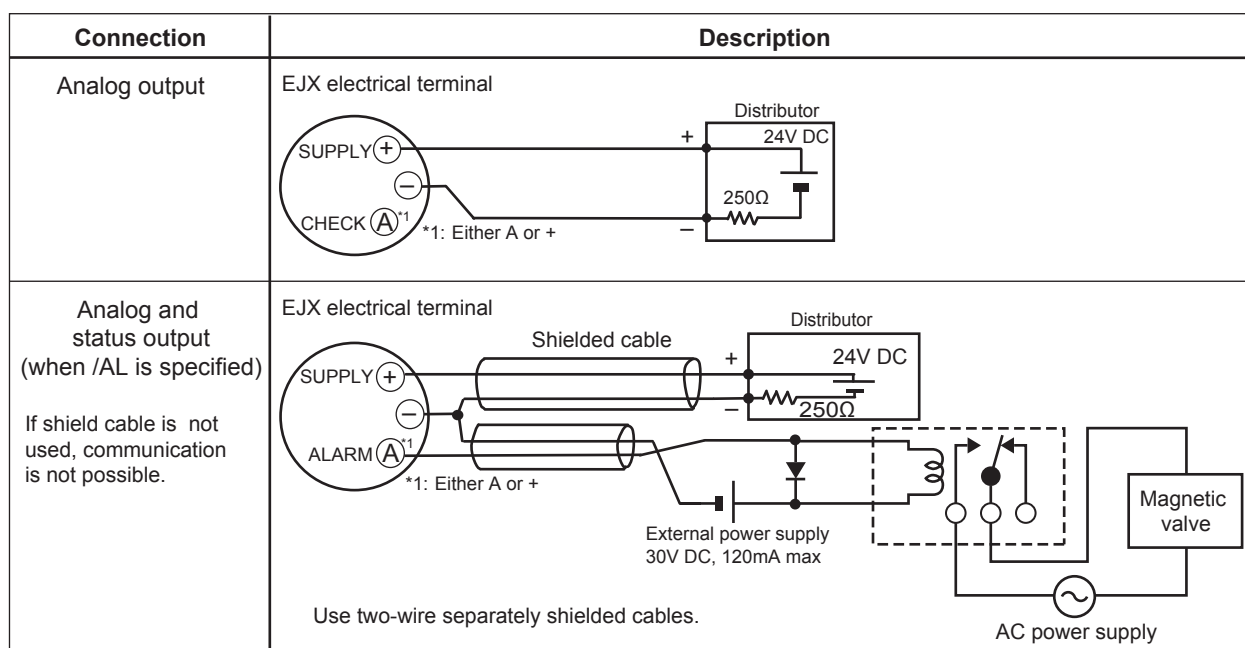 Connection
Description
Analog output
EJX electrical terminal
Distributor
24V DC
+
SUPPLY +
−
250Ω
CHECK A *1
*1: Either A or +
−
Analog and
status output
(when /AL is specified)
If shield cable is not
used, communication
is not possible.
EJX electrical terminal
Shielded cable
Distributor
24V DC
+
SUPPLY +
−
250Ω
−
ALARM A *1
*1: Either A or +
External power supply
30V DC, 120mA max
Magnetic
valve
Use two-wire separately shielded cables.
AC power supply